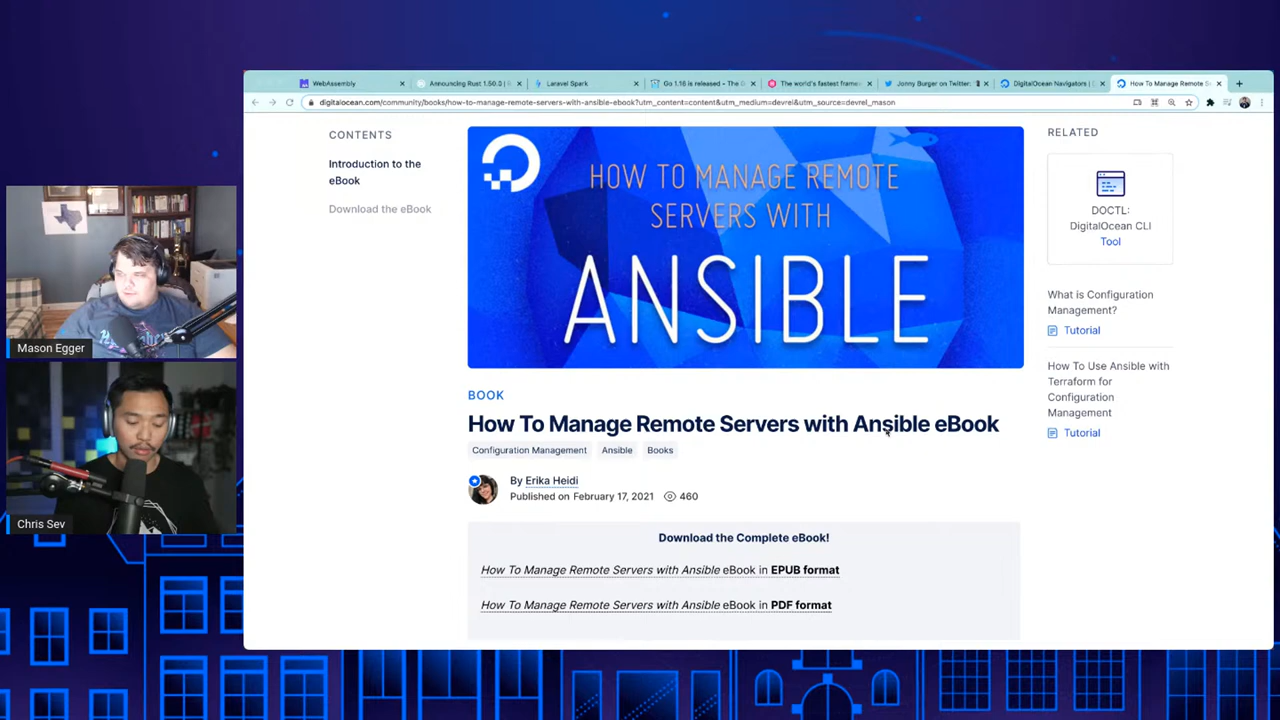 WebAssembly
Announcing Rust 1.50.0 | R
Laravel Spark
Go 1.16 is released - The G
The world's fastest frame
Jonny Burger on Twitter:
DigitalOcean Navigators |
How To Manage Remote S
digitalocean.com/community/books/how-to-manage-remote-servers-with-ansible-ebook?utm_content=content&utm_medium=devrel&utm_source=devrel_mason
CONTENTS
Introduction to the
eBook
Download the eBook
HOW TO MANAGE REMOTE
SERVERS WITH
ANSIBLE
BOOK
How To Manage Remote Servers with Ansible eBook
Configuration Management Ansible Books
By Erika Heidi
Published on February 17, 2021 460
Download the Complete eBook!
How To Manage Remote Servers with Ansible eBook in EPUB format
How To Manage Remote Servers with Ansible eBook in PDF format
RELATED
DOCTL:
DigitalOcean CLI
Tool
What is Configuration
Management?
Tutorial
How To Use Ansible with
Terraform for
Configuration
Management
Tutorial
Mason Egger
Chris Sev